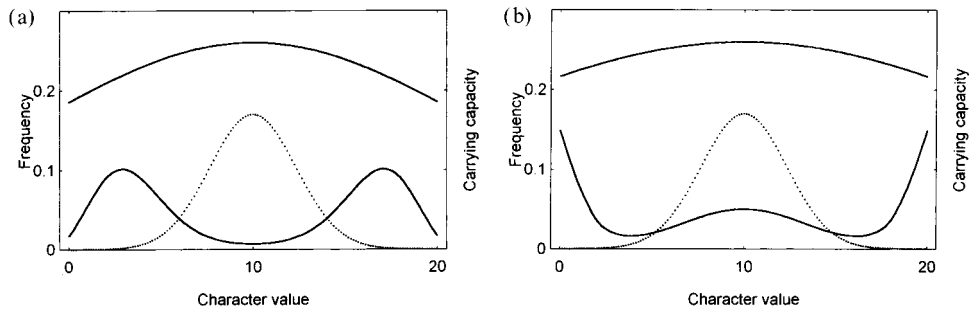 (a)
Frequency
0.2
0.1
0
0
10
20
Character value
Carrying capacity
(b)
Frequency
0.2
0.1
0
0
10
20
Character value
Carrying capacity